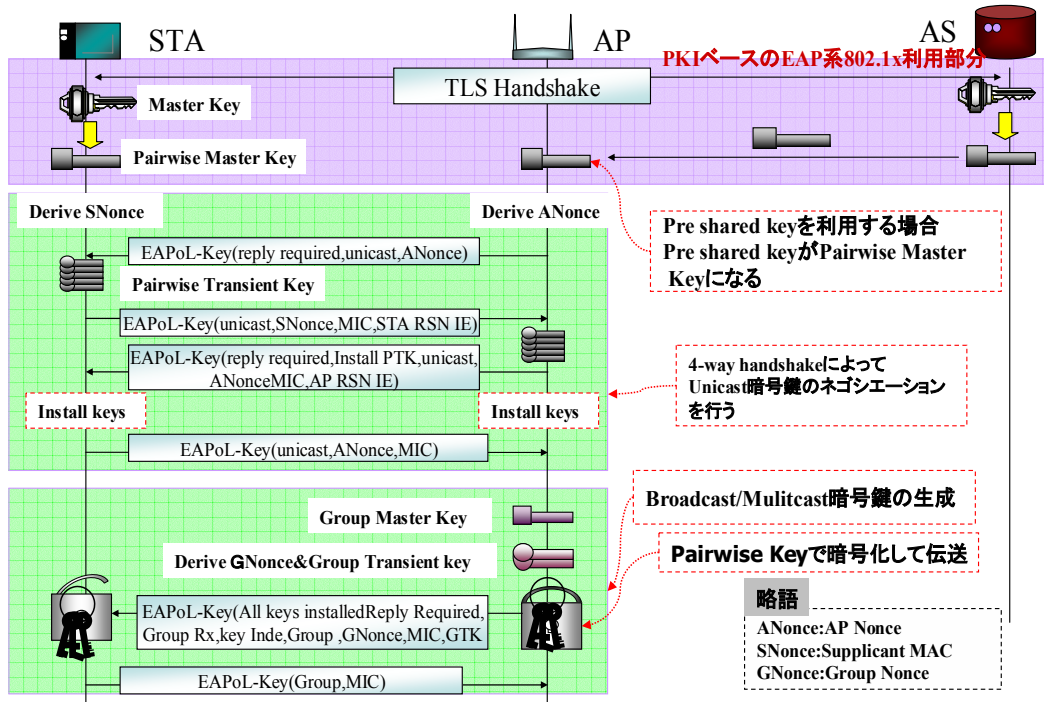 STA
AP
AS
PKIベースのEAP系802.1x利用部分
TLS Handshake
Master Key
Pairwise Master Key
Derive SNonce
Derive ANonce
Pre shared keyを利用する場合
Pre shared keyがPairwise Master
Keyになる
EAPoL-Key(reply required,unicast,ANonce)
Pairwise Transient Key
EAPoL-Key(unicast,SNonce,MIC,STA RSN IE)
EAPoL-Key(reply required,Install PTK,unicast,
ANonceMIC,AP RSN IE)
4-way handshakeによって
Unicast暗号鍵のネゴシエーション
を行う
Install keys
Install keys
EAPoL-Key(unicast,ANonce,MIC)
Broadcast/Mulitcast暗号鍵の生成
Group Master Key
Pairwise Keyで暗号化して伝送
Derive GNonce&Group Transient key
EAPoL-Key(All keys installedReply Required,
Group Rx,key Inde,Group ,GNonce,MIC,GTK
略語
ANonce:AP Nonce
SNonce:Supplicant MAC
GNonce:Group Nonce
EAPoL-Key(Group,MIC)